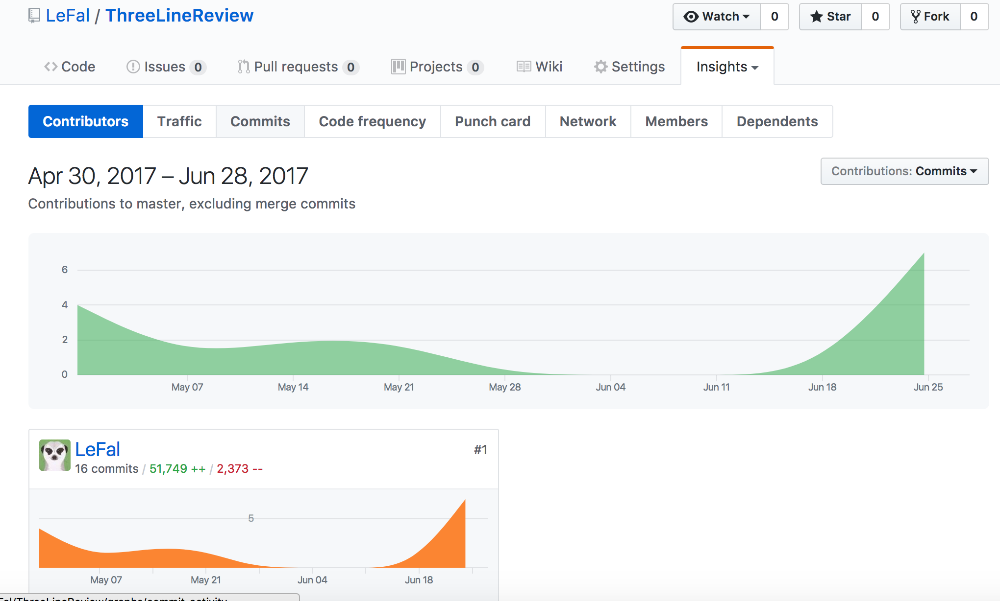 LeFal / ThreeLineReview
Watch 0 Star 0 Fork 0
Code Issues 0 Pull requests 0 Projects 0 Wiki Settings Insights
Contributors Traffic Commits Code frequency Punch card Network Members Dependents
Apr 30, 2017 – Jun 28, 2017
Contributions: Commits
Contributions to master, excluding merge commits
6
4
2
0
May 07 May 14 May 21 May 28 Jun 04 Jun 11 Jun 18 Jun 25
LeFal #1
16 commits / 51,749 ++ / 2,373 --
5
May 07 May 21 Jun 04 Jun 18
Fal/ThreeLineReview/graphs/commit-activity